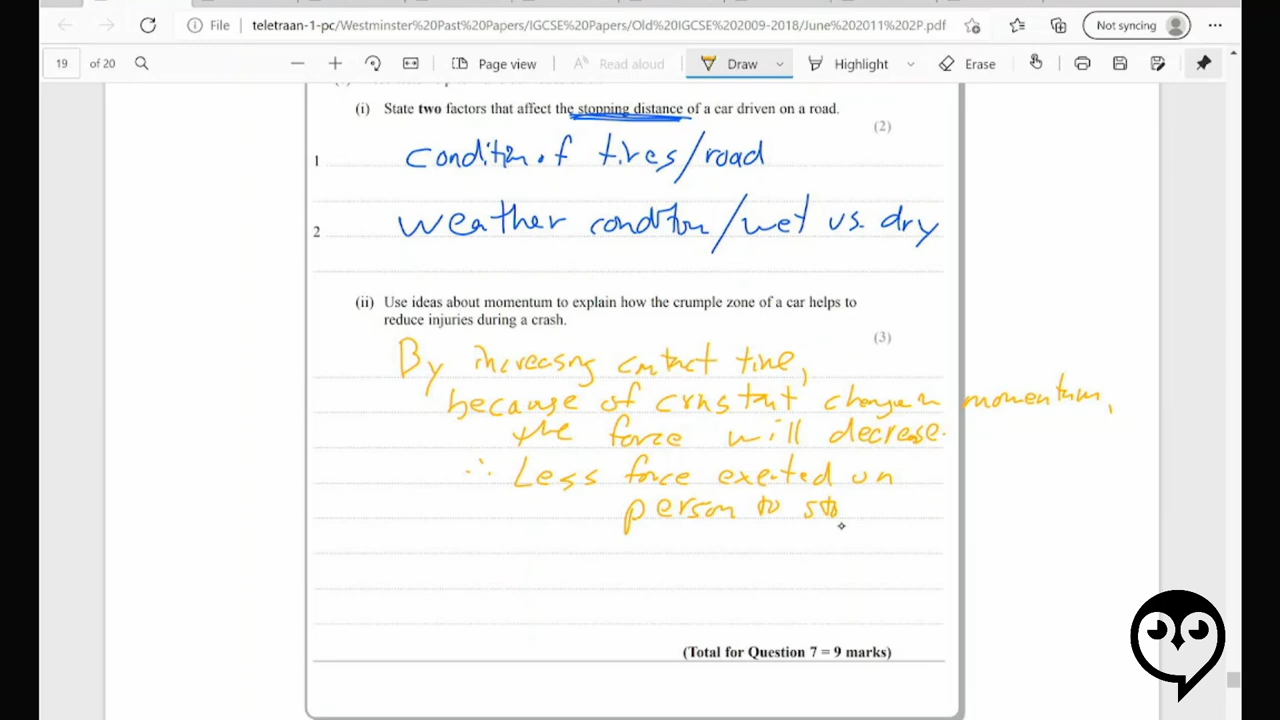 File
teletraan-1-pc/Westminster%20Past%20Papers/IGCSE%20Papers/Old%20IGCSE%202009-2018/June%202011%202P.pdf
Not syncing
19 of 20
Page view
Read aloud
Draw
Highlight
Erase
(i) State two factors that affect the stopping distance of a car driven on a road.
(2)
1 Condition of tires/road
2 weather condition/wet vs. dry
(ii) Use ideas about momentum to explain how the crumple zone of a car helps to
reduce injuries during a crash.
(3)
By increasing contact time,
because of constant change in momentum,
the force will decrease.
∴ Less force exerted on
person to sto
(Total for Question 7 = 9 marks)